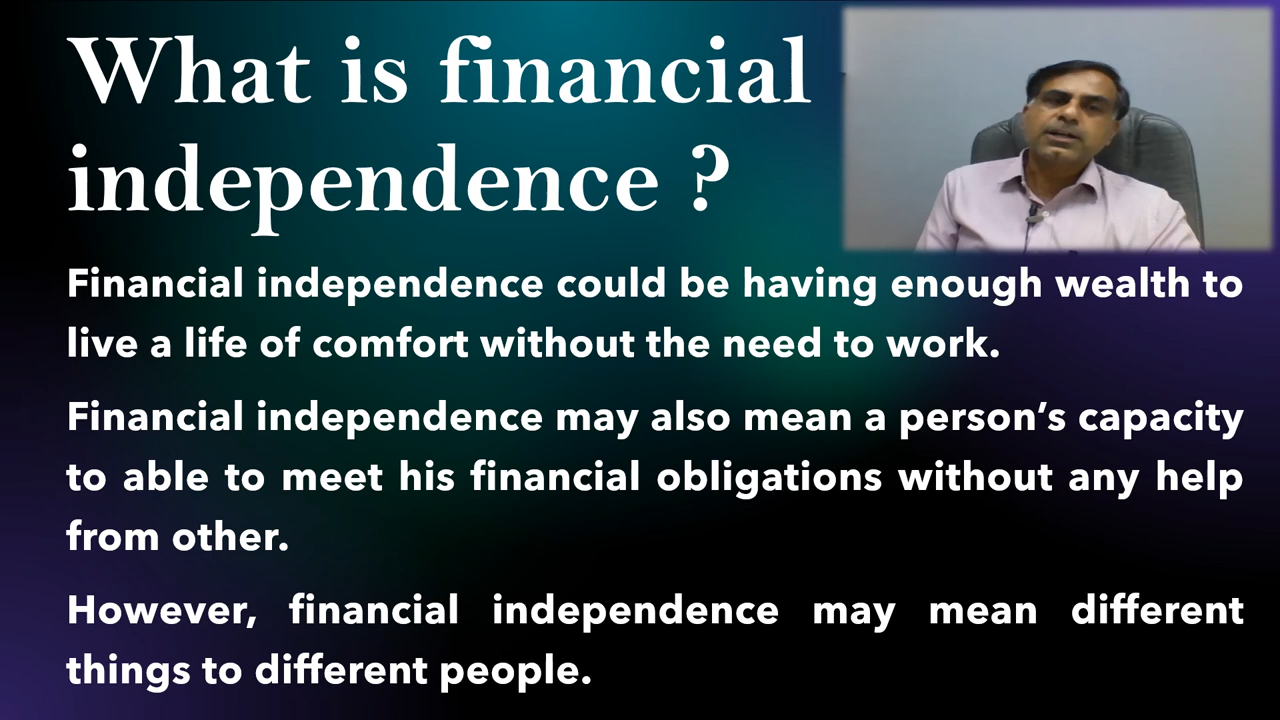 What is financial
independence ?
Financial independence could be having enough wealth to
live a life of comfort without the need to work.
Financial independence may also mean a person’s capacity
to able to meet his financial obligations without any help
from other.
However, financial independence may mean different
things to different people.